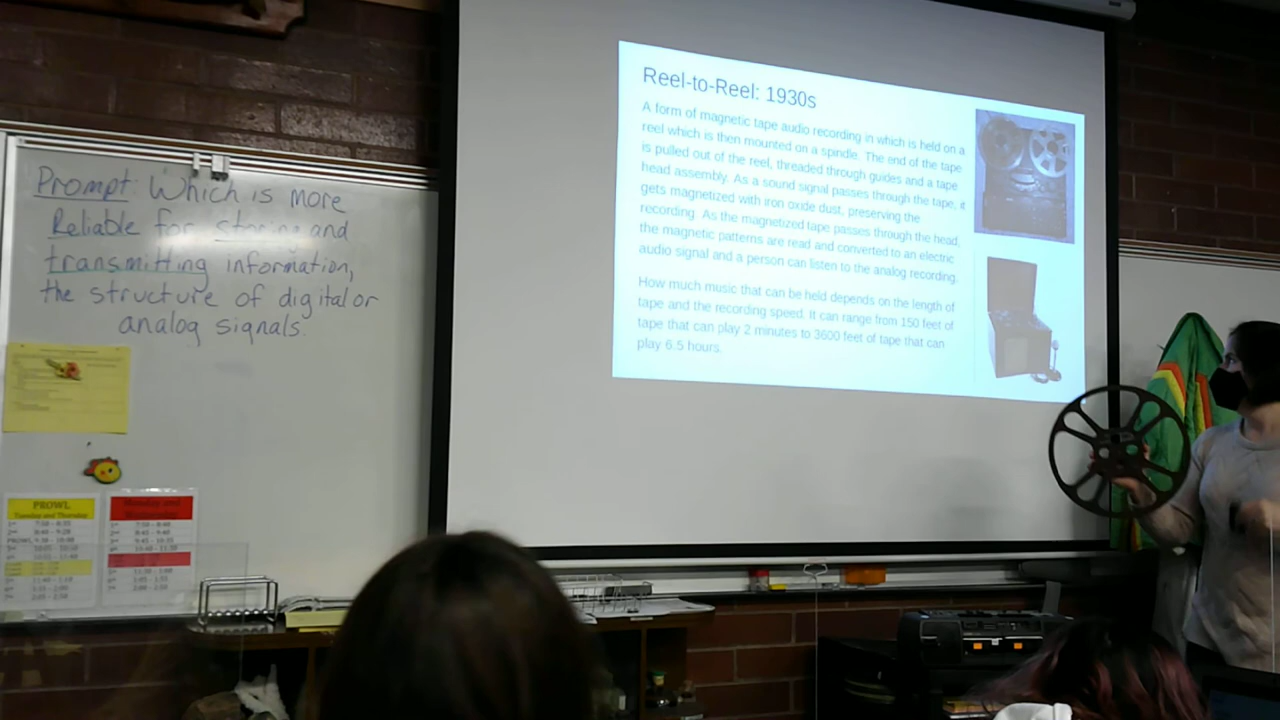 Prompt: Which is more
Reliable for storing and
transmitting information,
the structure of digital or
analog signals.
Reel-to-Reel: 1930s
A form of magnetic tape audio recording in which is held on a
reel which is then mounted on a spindle. The end of the tape
is pulled out of the reel, threaded through guides and a tape
head assembly. As a sound signal passes through the tape, it
gets magnetized with iron oxide dust, preserving the
recording. As the magnetized tape passes through the head,
the magnetic patterns are read and converted to an electric
audio signal and a person can listen to the analog recording.
How much music that can be held depends on the length of
tape and the recording speed. It can range from 150 feet of
tape that can play 2 minutes to 3600 feet of tape that can
play 6.5 hours.
PROWL
Tuesday and Thursday
Monday and